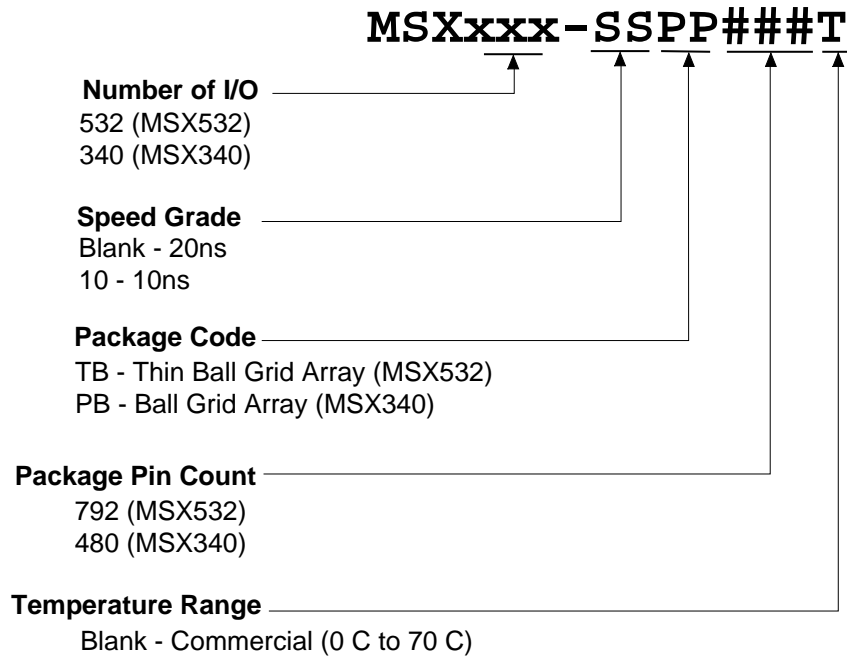 MSXxxx-SSPP###T
Number of I/O
532 (MSX532)
340 (MSX340)
Speed Grade
Blank - 20ns
10 - 10ns
Package Code
TB - Thin Ball Grid Array (MSX532)
PB - Ball Grid Array (MSX340)
Package Pin Count
792 (MSX532)
480 (MSX340)
Temperature Range
Blank - Commercial (0 C to 70 C)